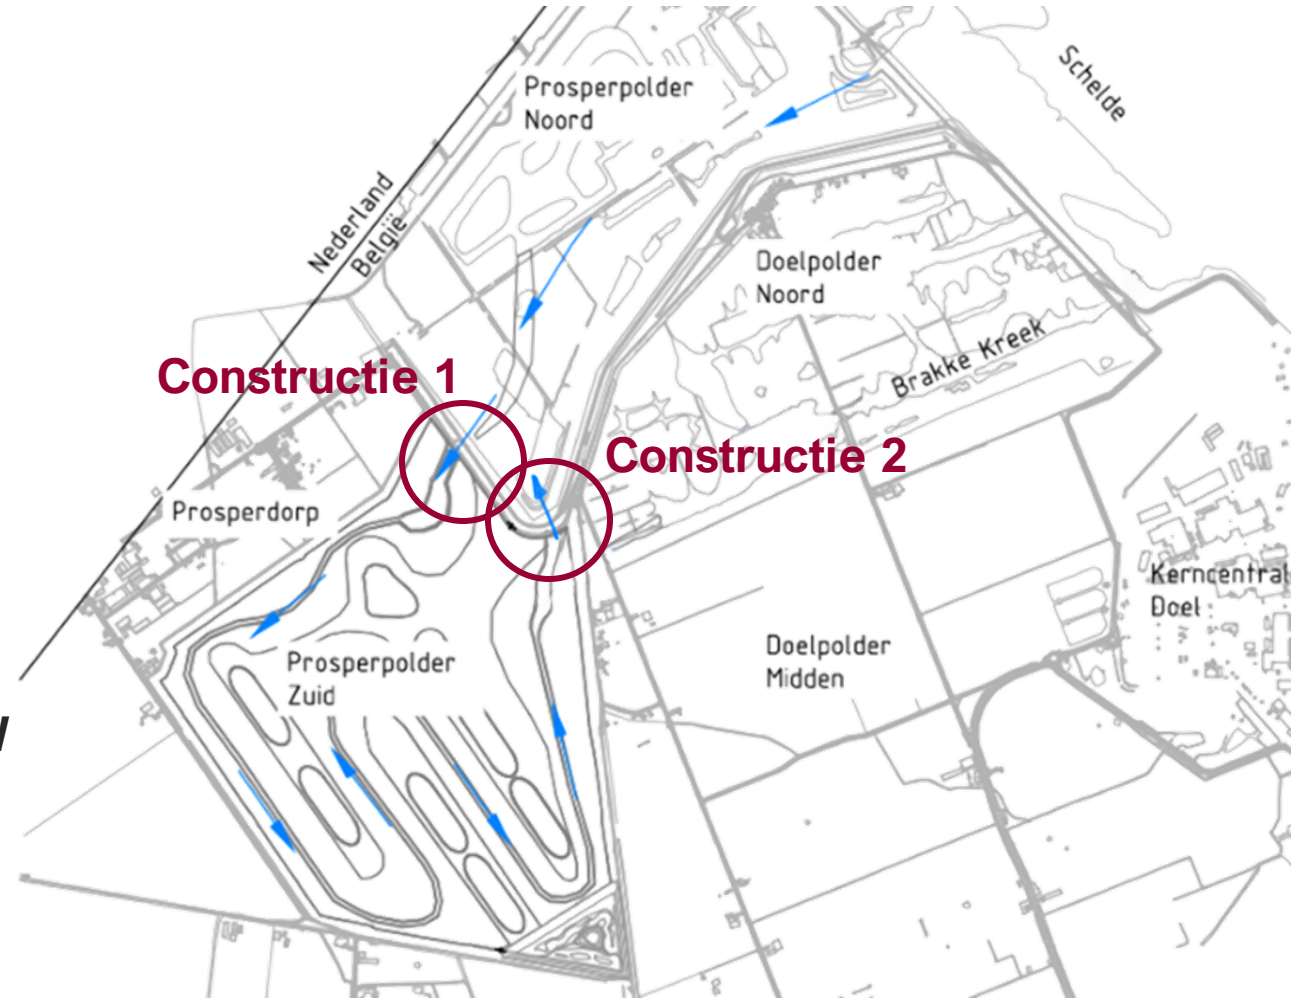 Schelde
Prosperpolder
Noord
Nederland
België
Doelpolder
Noord
Brakke Kreek
Constructie 1
Constructie 2
Prosperdorp
Kerncentral
Doel
Prosperpolder
Zuid
Doelpolder
Midden